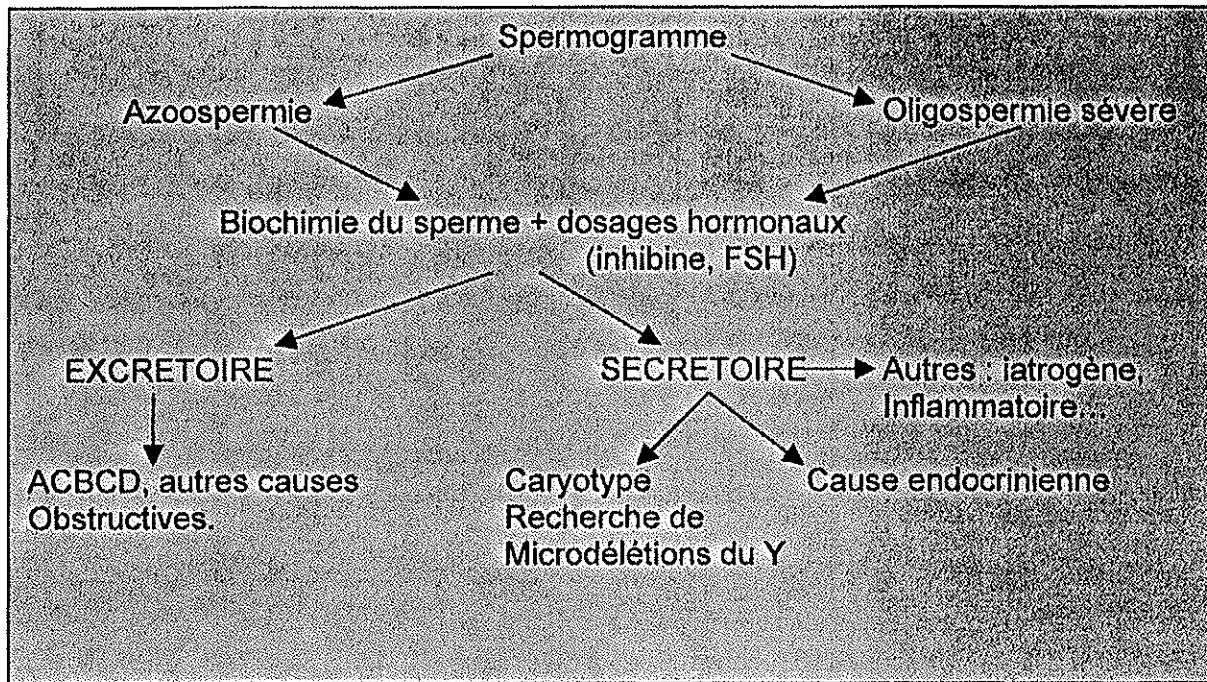 Spermogramme
Azoospermie
Oligospermie sévère
Biochimie du sperme + dosages hormonaux
(inhibine, FSH)
EXCRETOIRE
SECRETOIRE
Autres : iatrogène,
Inflammatoire...
ACBCD, autres causes
Obstructives.
Caryotype
Recherche de
Microdélétions du Y
Cause endocrinienne